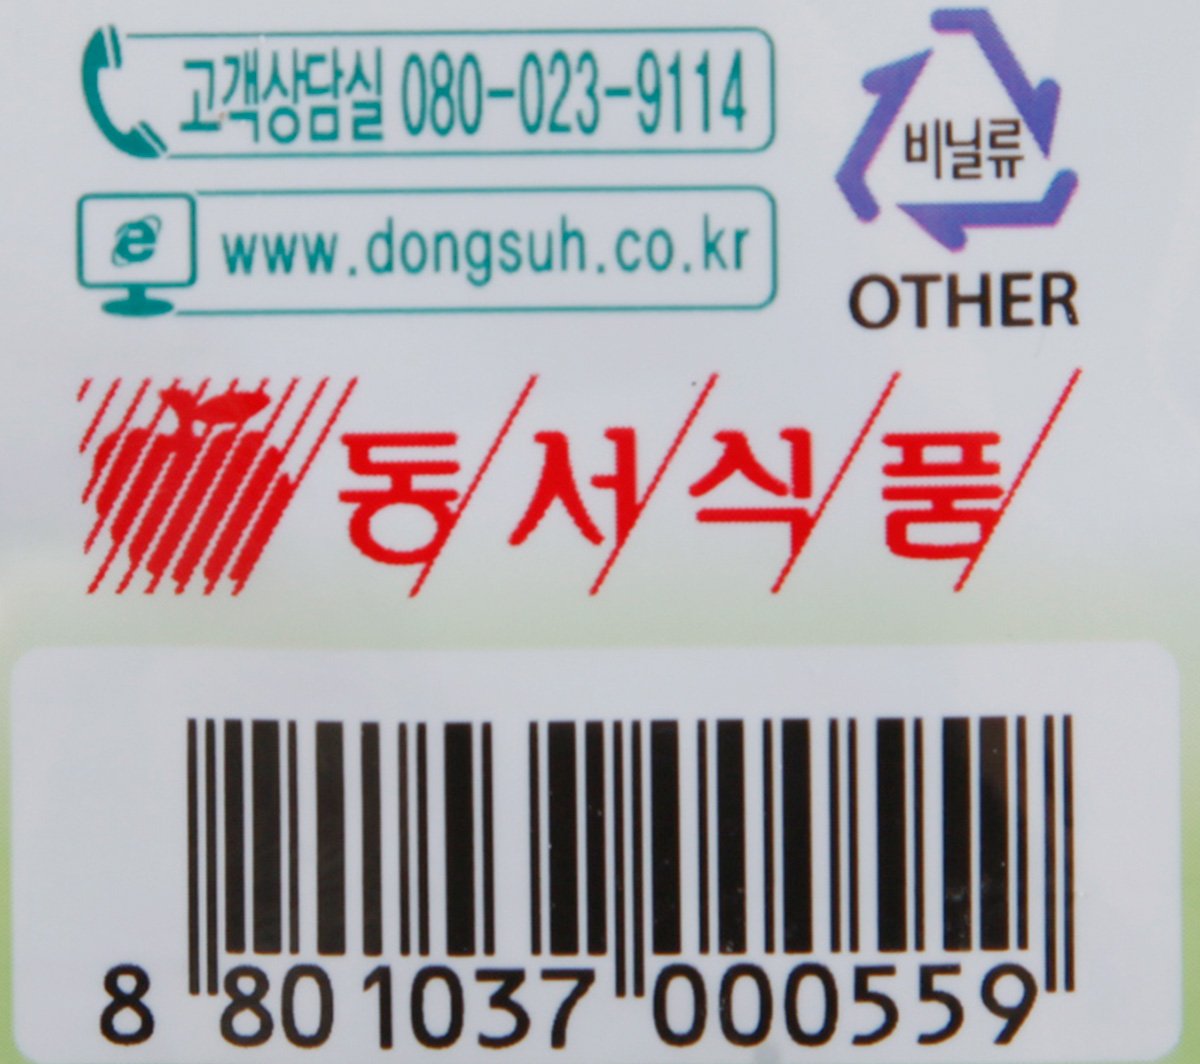 고객상담실 080-023-9114
www.dongsuh.co.kr
비닐류
OTHER
동서식품
8 801037 000559